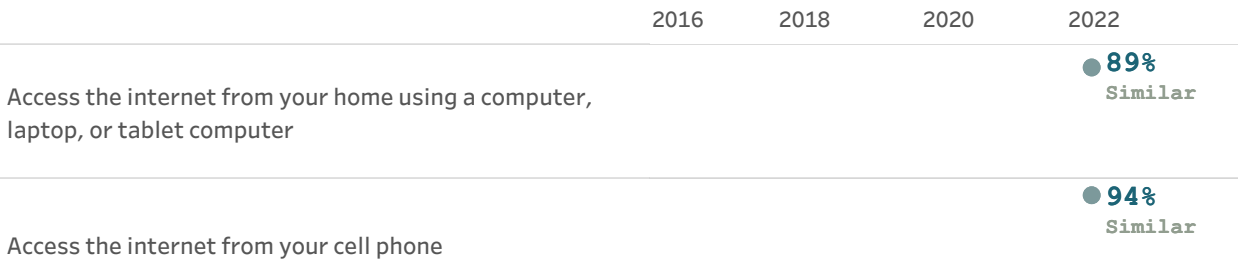 2016 2018 2020 2022
89%
Similar
Access the internet from your home using a computer,
laptop, or tablet computer
94%
Similar
Access the internet from your cell phone